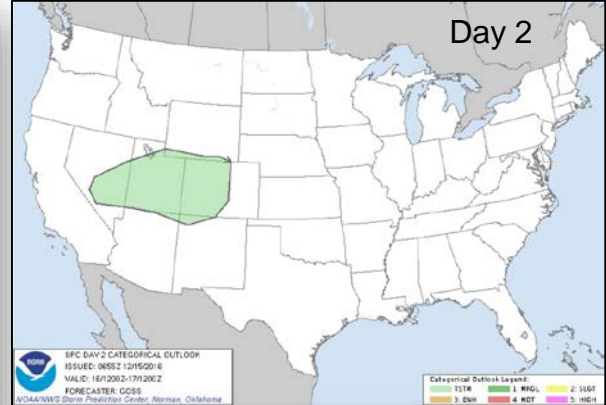 Day 2
NOAA
SPC DAY 2 CATEGORICAL OUTLOOK
ISSUED: 0655Z 12/15/2016
VALID: 16/1200Z-17/1200Z
FORECASTER: GOSS
NOAA/NWS Storm Prediction Center, Norman, Oklahoma
Categorical Outlook Legend:
TSTM 1: MRGL 2: SLGT
3: ENH 4: MDT 5: HIGH